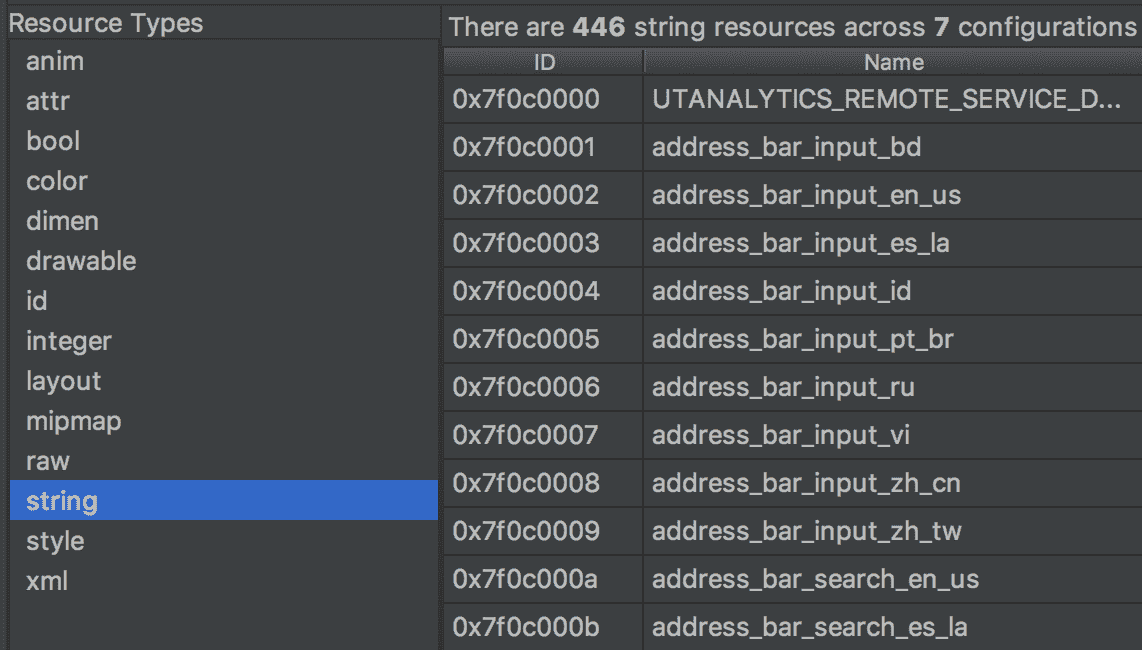 Resource Types
anim
attr
bool
color
dimen
drawable
id
integer
layout
mipmap
raw
string
style
xml
There are 446 string resources across 7 configurations
ID Name
0x7f0c0000 UTANALYTICS_REMOTE_SERVICE_D...
0x7f0c0001 address_bar_input_bd
0x7f0c0002 address_bar_input_en_us
0x7f0c0003 address_bar_input_es_la
0x7f0c0004 address_bar_input_id
0x7f0c0005 address_bar_input_pt_br
0x7f0c0006 address_bar_input_ru
0x7f0c0007 address_bar_input_vi
0x7f0c0008 address_bar_input_zh_cn
0x7f0c0009 address_bar_input_zh_tw
0x7f0c000a address_bar_search_en_us
0x7f0c000b address_bar_search_es_la